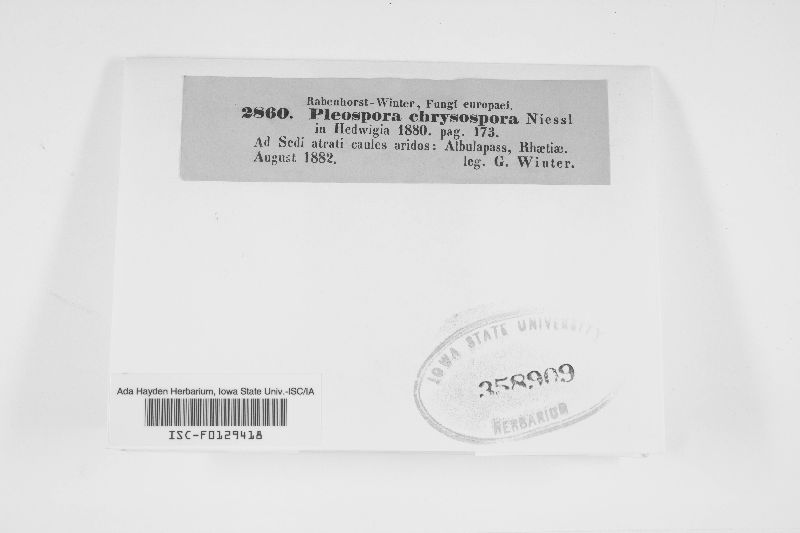 Rabenhorst-Winter, Fungi europaei.
2860. Pleospora chrysospora Niessl
in Hedwigia 1880. pag. 173.
Ad Sedi atrati caules aridos: Albulapass, Rhætiæ.
August 1882. leg. G. Winter.
IOWA STATE UNIVERSITY
358909
HERBARIUM
Ada Hayden Herbarium, Iowa State Univ.-ISC/IA
ISC-F0129418